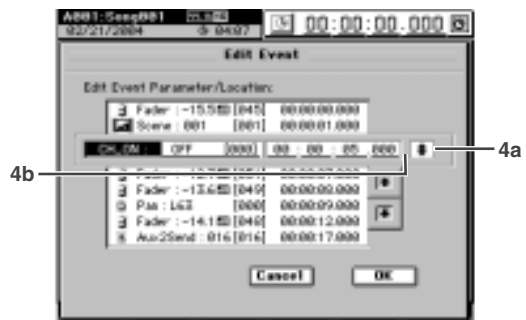 A001:Song001
02/21/2004
00:00:00.000
Edit Event
Edit Event Parameter/Location:
Fader :-15.5 [045] 00:00:00.000
Scene : 001 [001] 00:00:01.000
CH.ON : OFF [000] 00 : 00 : 05 . 000
4a
4b
Fader :-13.6 [049] 00:00:08.000
Pan : L63 [000] 00:00:09.000
Fader :-14.1 [048] 00:00:12.000
Aux2Send : 016 [016] 00:00:17.000
Cancel
OK